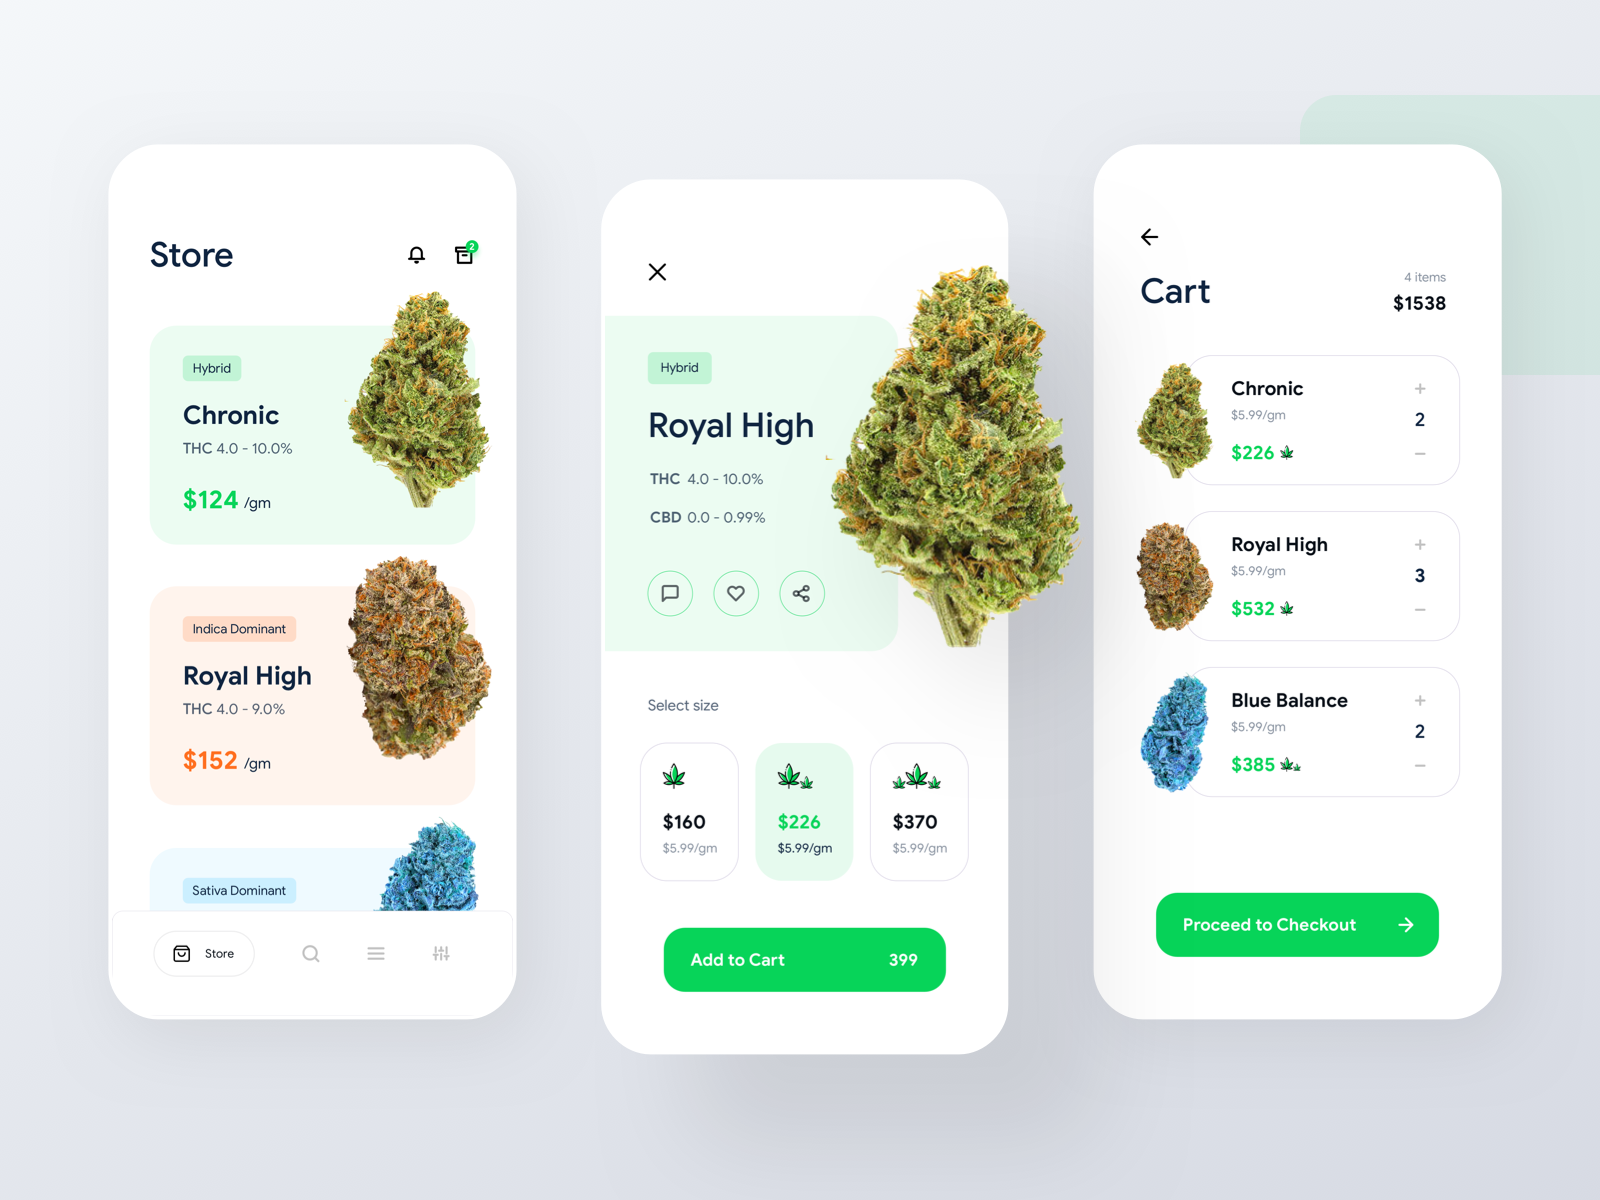 Store
2
Hybrid
Chronic
THC 4.0 - 10.0%
$124 /gm
Indica Dominant
Royal High
THC 4.0 - 9.0%
$152 /gm
Sativa Dominant
Store
Hybrid
Royal High
THC 4.0 - 10.0%
CBD 0.0 - 0.99%
Select size
$160
$5.99/gm
$226
$5.99/gm
$370
$5.99/gm
Add to Cart 399
Cart
4 items
$1538
Chronic
$5.99/gm
$226
+
2
−
Royal High
$5.99/gm
$532
+
3
−
Blue Balance
$5.99/gm
$385
+
2
−
Proceed to Checkout